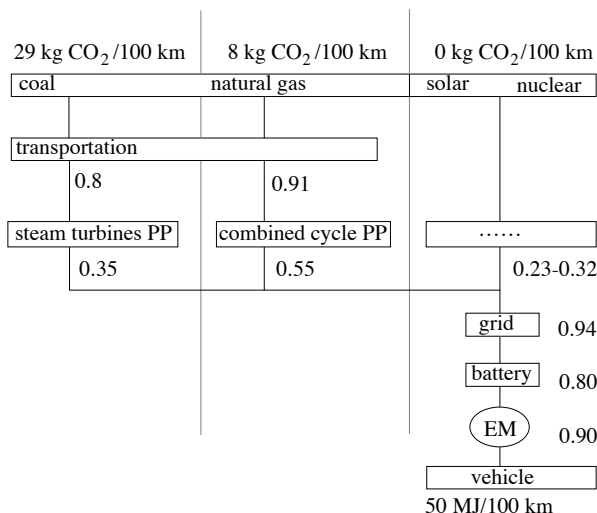 29 kg CO2/100 km 8 kg CO2/100 km 0 kg CO2/100 km
coal natural gas solar nuclear
transportation
0.8 0.91
steam turbines PP combined cycle PP ......
0.35 0.55 0.23-0.32
grid 0.94
battery 0.80
EM 0.90
vehicle
50 MJ/100 km